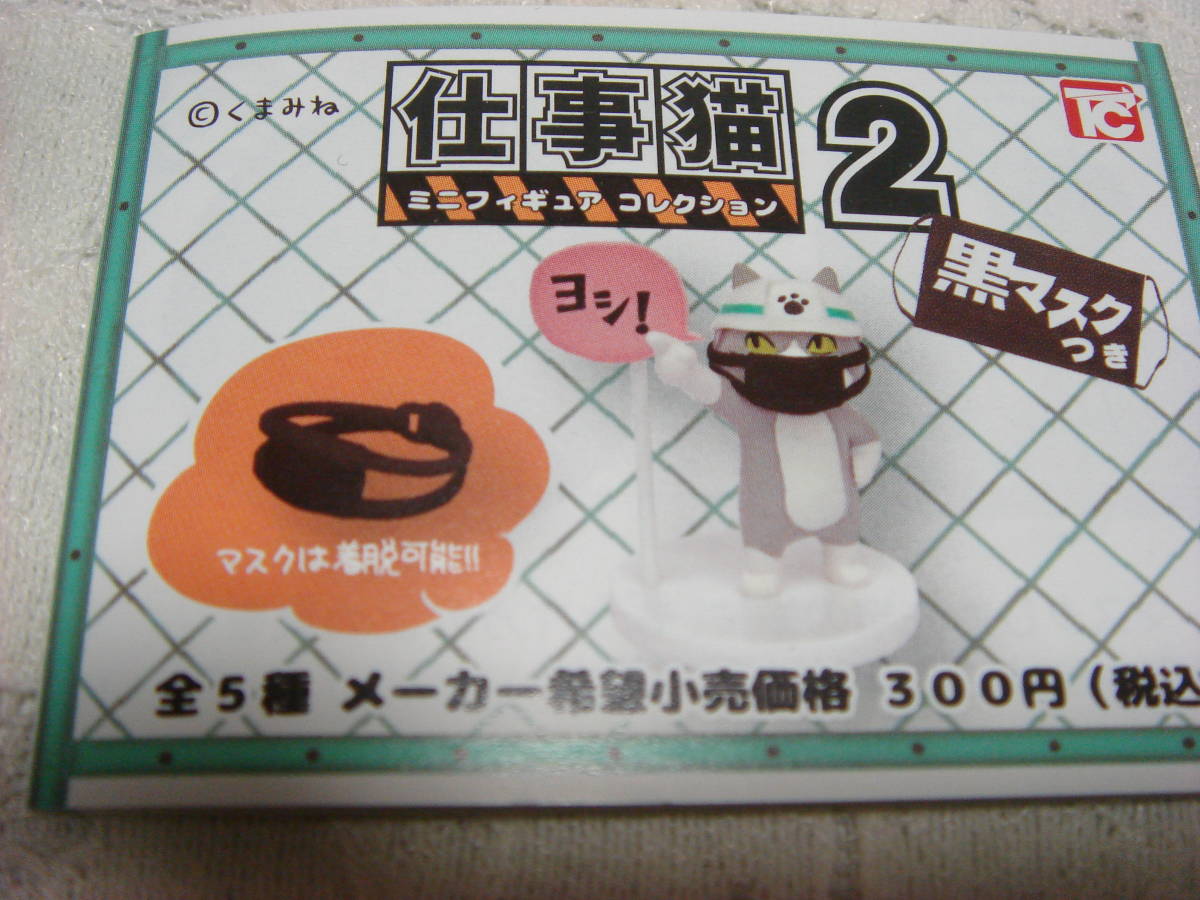 ©くまみね
仕事猫2
ミニフィギュア コレクション
TC
黒マスク
つき
ヨシ!
マスクは着脱可能!!
全5種 メーカー希望小売価格 300円(税込